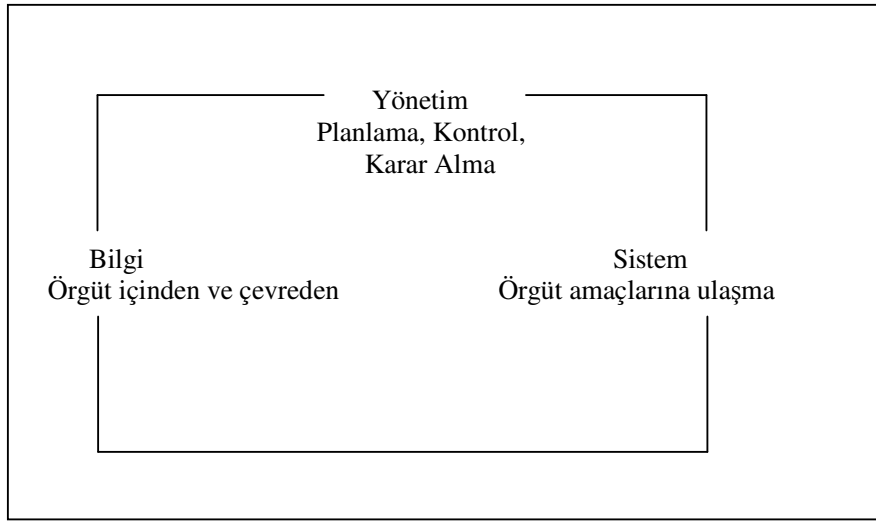 Yönetim
Planlama, Kontrol,
Karar Alma
Bilgi
Örgüt içinden ve çevreden
Sistem
Örgüt amaçlarına ulaşma